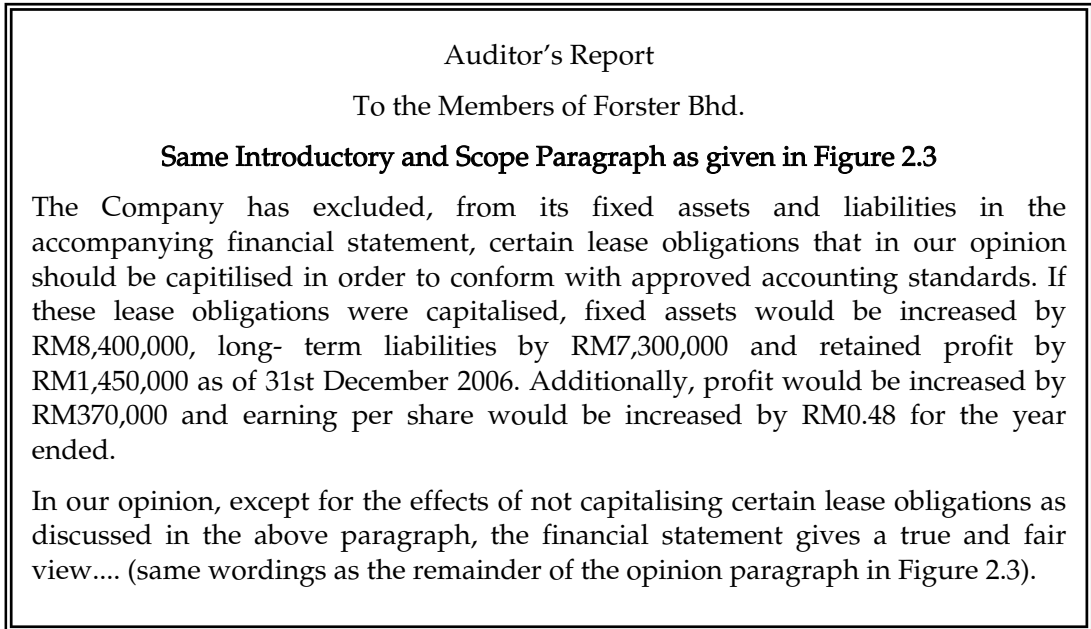 Auditor’s Report
To the Members of Forster Bhd.
Same Introductory and Scope Paragraph as given in Figure 2.3
The Company has excluded, from its fixed assets and liabilities in the
accompanying financial statement, certain lease obligations that in our opinion
should be capitilised in order to conform with approved accounting standards. If
these lease obligations were capitalised, fixed assets would be increased by
RM8,400,000, long- term liabilities by RM7,300,000 and retained profit by
RM1,450,000 as of 31st December 2006. Additionally, profit would be increased by
RM370,000 and earning per share would be increased by RM0.48 for the year
ended.
In our opinion, except for the effects of not capitalising certain lease obligations as
discussed in the above paragraph, the financial statement gives a true and fair
view.... (same wordings as the remainder of the opinion paragraph in Figure 2.3).